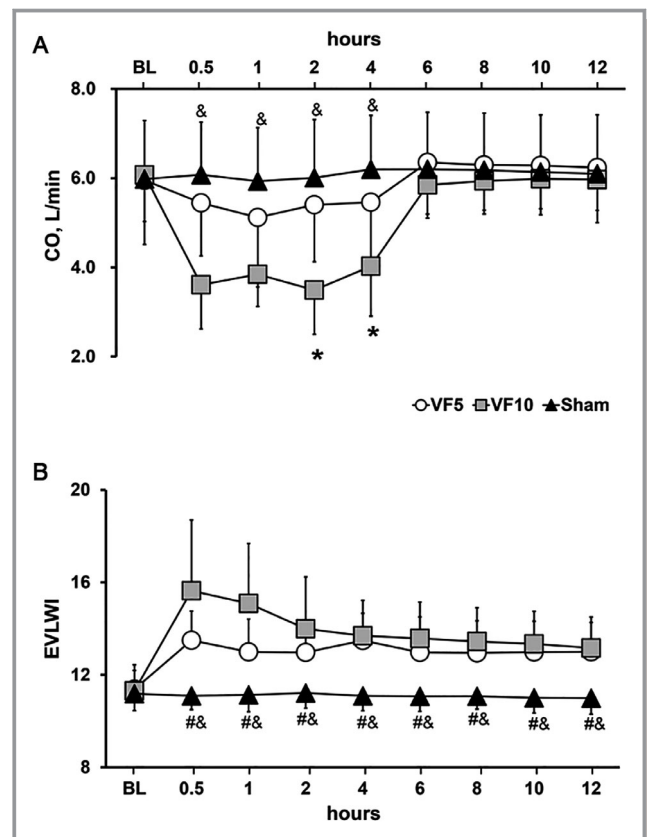 A
hours
BL 0.5 1 2 4 6 8 10 12
8.0
& & & &
6.0
CO, L/min
4.0
* *
2.0
VF5 VF10 Sham
B
20
16
EVLWI
12
#& #& #& #& #& #& #& #&
8
BL 0.5 1 2 4 6 8 10 12
hours